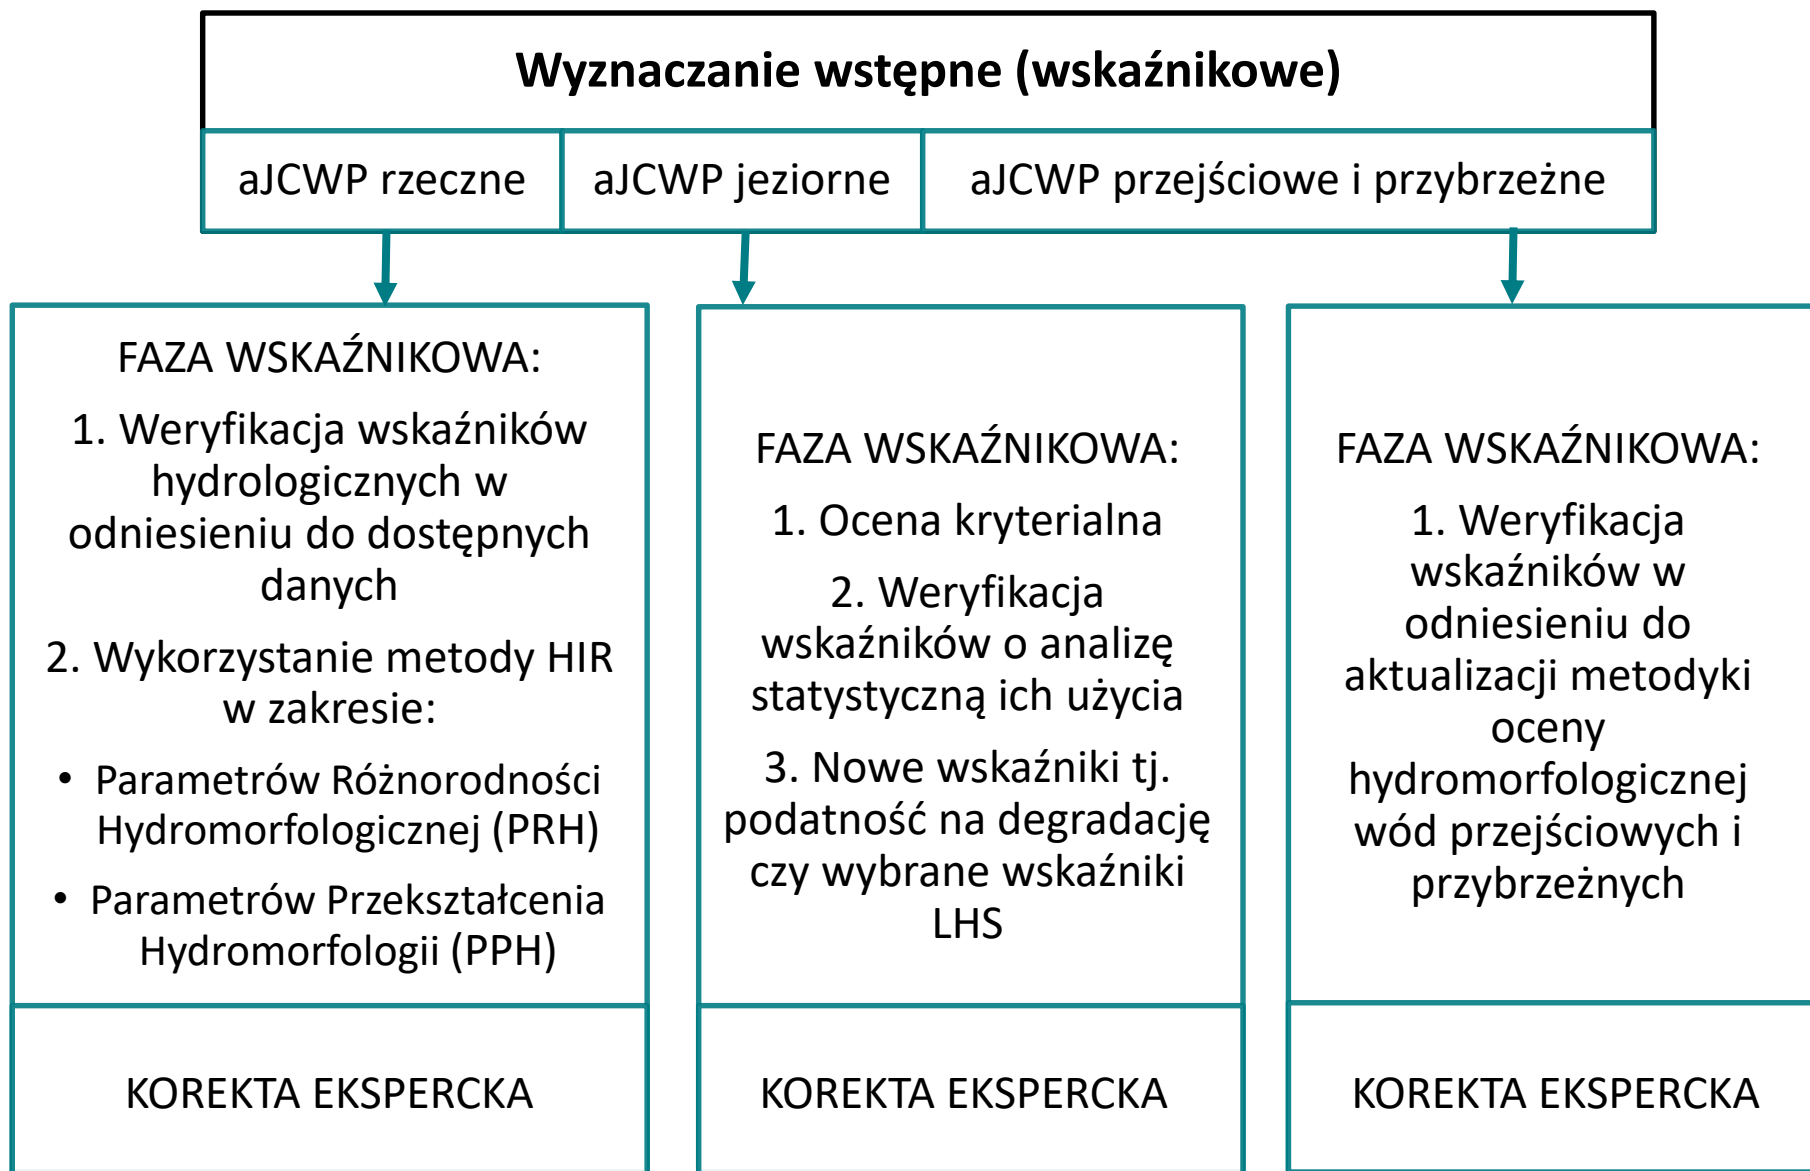 Wyznaczanie wstępne (wskaźnikowe)
aJCWP rzeczne
aJCWP jeziorne
aJCWP przejściowe i przybrzeżne
FAZA WSKAŹNIKOWA:
1. Weryfikacja wskaźników
hydrologicznych w
odniesieniu do dostępnych
danych
2. Wykorzystanie metody HIR
w zakresie:
• Parametrów Różnorodności
Hydromorfologicznej (PRH)
• Parametrów Przekształcenia
Hydromorfologii (PPH)
KOREKTA EKSPERCKA
FAZA WSKAŹNIKOWA:
1. Ocena kryterialna
2. Weryfikacja
wskaźników o analizę
statystyczną ich użycia
3. Nowe wskaźniki tj.
podatność na degradację
czy wybrane wskaźniki
LHS
KOREKTA EKSPERCKA
FAZA WSKAŹNIKOWA:
1. Weryfikacja
wskaźników w
odniesieniu do
aktualizacji metodyki
oceny
hydromorfologicznej
wód przejściowych i
przybrzeżnych
KOREKTA EKSPERCKA